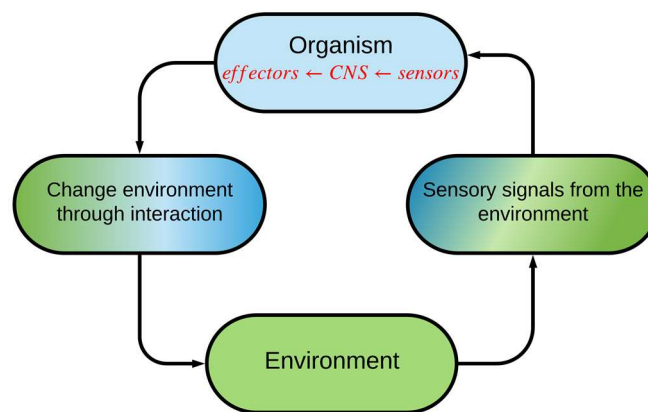 Organism
effectors ← CNS ← sensors
Change environment
through interaction
Sensory signals from the
environment
Environment